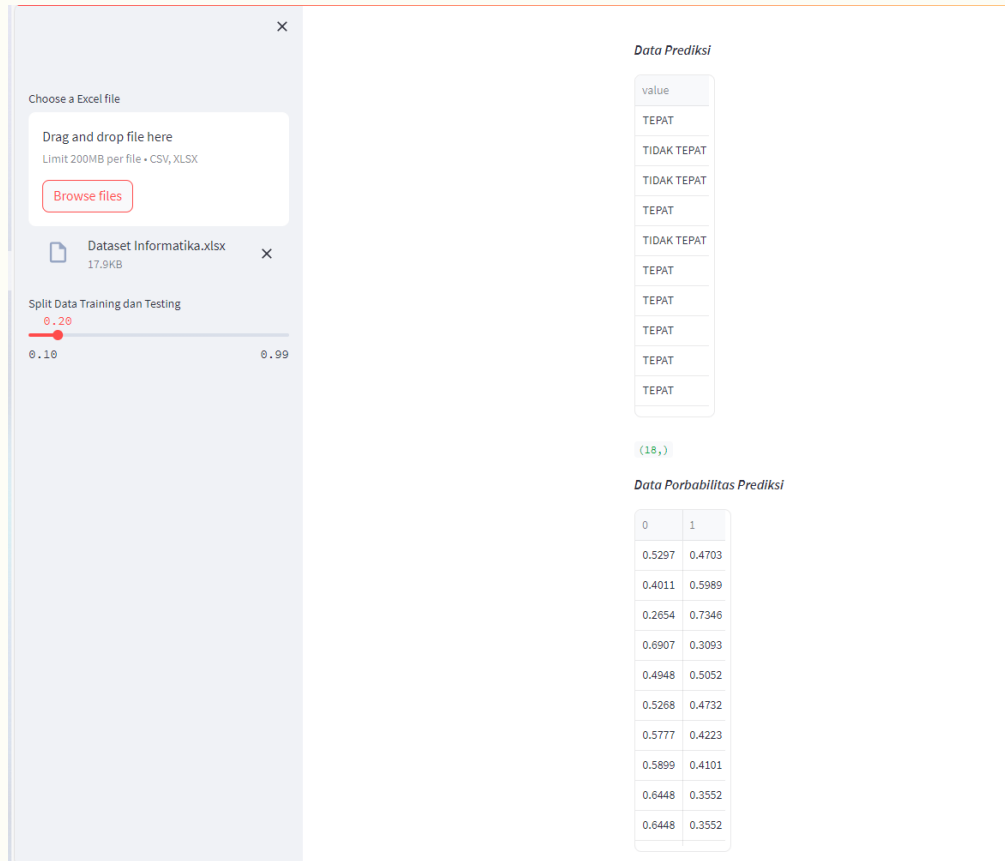 Choose a Excel file
Drag and drop file here
Limit 200MB per file • CSV, XLSX
Browse files
Dataset Informatika.xlsx
17.9KB
Split Data Training dan Testing
0.20
0.10 0.99
Data Prediksi
value
TEPAT
TIDAK TEPAT
TIDAK TEPAT
TEPAT
TIDAK TEPAT
TEPAT
TEPAT
TEPAT
TEPAT
TEPAT
(18,)
Data Porbabilitas Prediksi
0 1
0.5297 0.4703
0.4011 0.5989
0.2654 0.7346
0.6907 0.3093
0.4948 0.5052
0.5268 0.4732
0.5777 0.4223
0.5899 0.4101
0.6448 0.3552
0.6448 0.3552